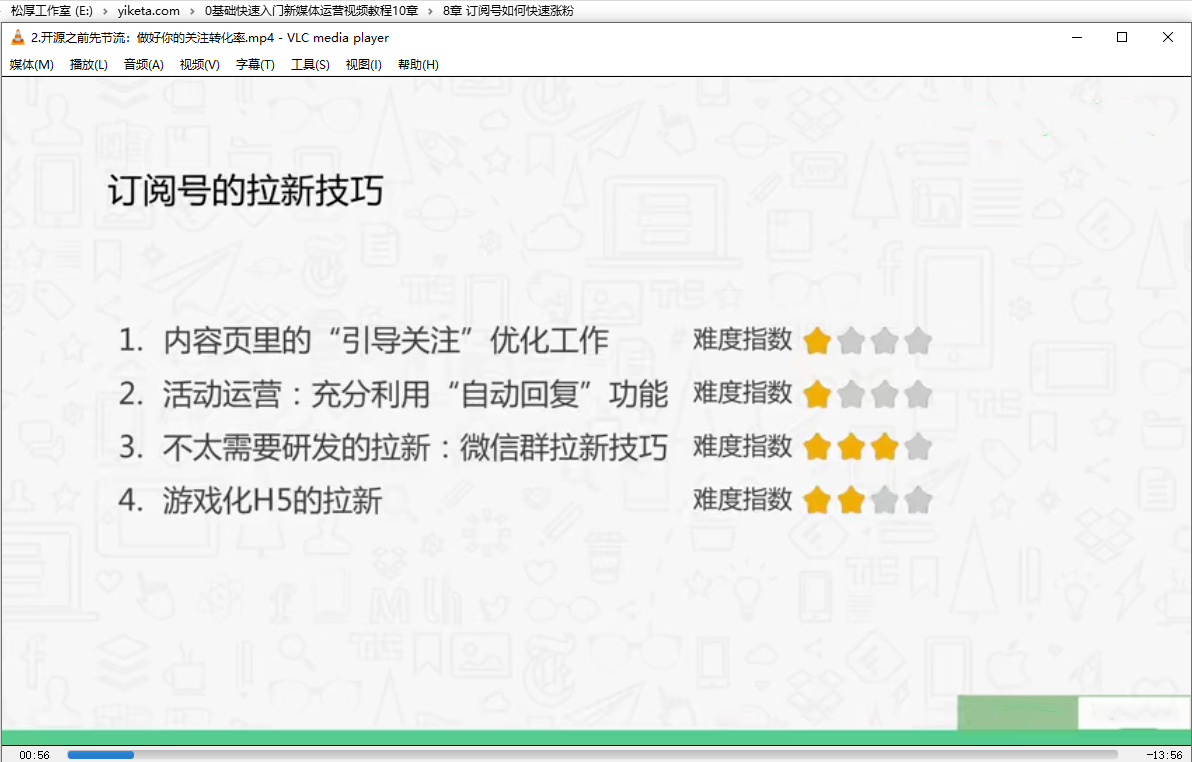 松厚工作室 (E:) › yiketa.com › 0基础快速入门新媒体运营视频教程10章 › 8章 订阅号如何快速涨粉
2.开源之前先节流：做好你的关注转化率.mp4 - VLC media player
媒体(M) 播放(L) 音频(A) 视频(V) 字幕(T) 工具(S) 视图(I) 帮助(H)
订阅号的拉新技巧
1. 内容页里的“引导关注”优化工作 难度指数
2. 活动运营：充分利用“自动回复”功能 难度指数
3. 不太需要研发的拉新：微信群拉新技巧 难度指数
4. 游戏化H5的拉新 难度指数
00:56 -13:56